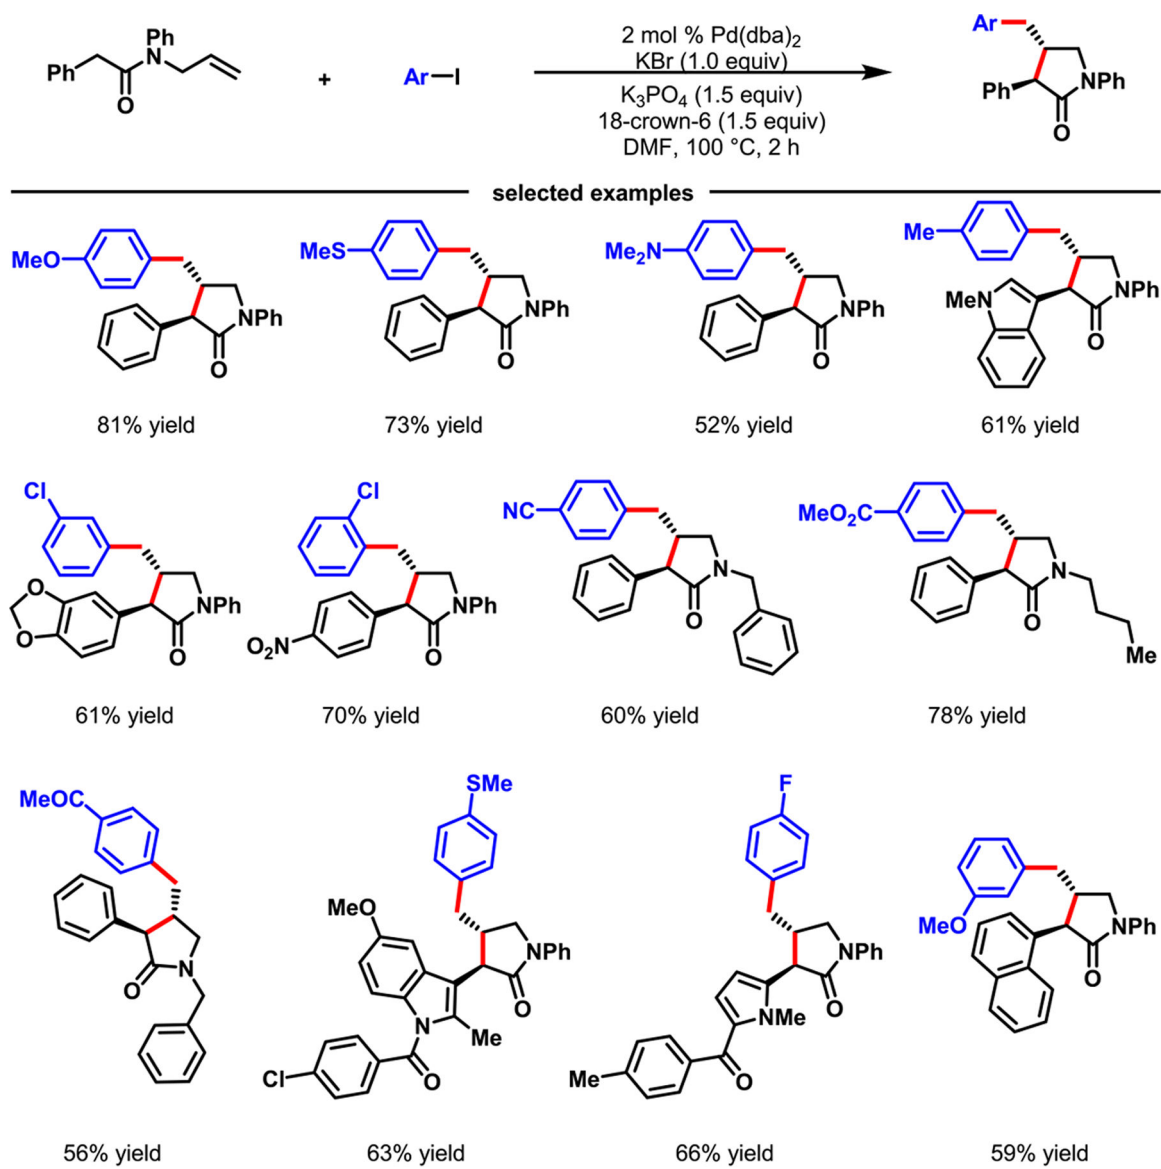 Ph
Ph N
O
+
Ar—I
2 mol % Pd(dba)₂
KBr (1.0 equiv)
K₃PO₄ (1.5 equiv)
18-crown-6 (1.5 equiv)
DMF, 100 °C, 2 h
Ar
Ph NPh
O
selected examples
MeO
NPh
O
81% yield
MeS
NPh
O
73% yield
Me₂N
NPh
O
52% yield
Me
MeN NPh
O
61% yield
Cl
O
O
NPh
O
61% yield
Cl
O₂N
NPh
O
70% yield
NC
N
O
60% yield
MeO₂C
N
O
Me
78% yield
MeOC
O N
56% yield
SMe
MeO
NPh
O
N Me
Cl O
63% yield
F
NPh
O
NMe
Me O
66% yield
MeO
NPh
O
59% yield